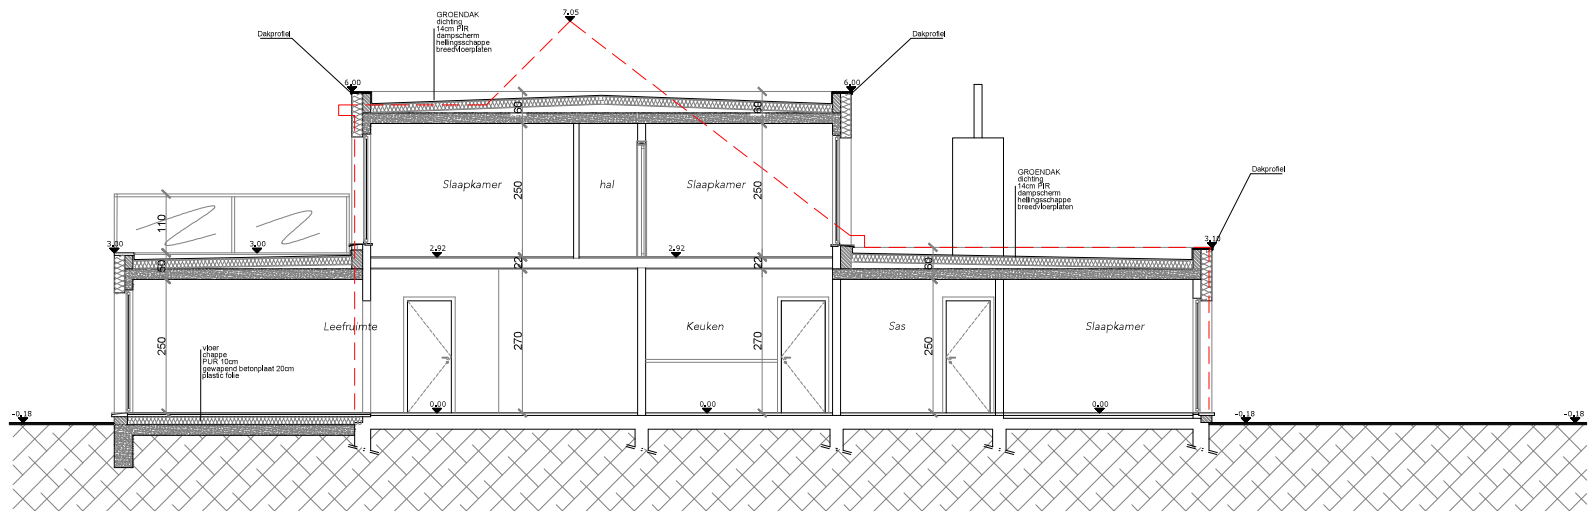 GROENDAK
dichting
14cm PIR
dampscherm
hellingsschappe
breedvloerplaten
7.05
Dakprofiel
Dakprofiel
6.00
6.00
60
60
Slaapkamer
250
hal
Slaapkamer
250
GROENDAK
dichting
14cm PIR
dampscherm
hellingsschappe
breedvloerplaten
Dakprofiel
110
3.00
3.00
2.92
2.92
3.10
50
22
22
60
Leefruimte
Keuken
Sas
Slaapkamer
250
270
270
250
vloer
chappe
PUR 10cm
gewapend betonplaat 20cm
plastic folie
0.00
0.00
0.00
-0.18
-0.18
-0.18